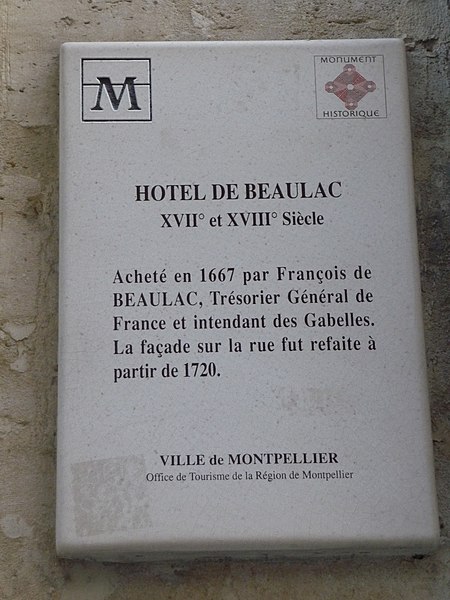 M
MONUMENT
HISTORIQUE
HOTEL DE BEAULAC
XVII° et XVIII° Siècle
Acheté en 1667 par François de
BEAULAC, Trésorier Général de
France et intendant des Gabelles.
La façade sur la rue fut refaite à
partir de 1720.
VILLE de MONTPELLIER
Office de Tourisme de la Région de Montpellier